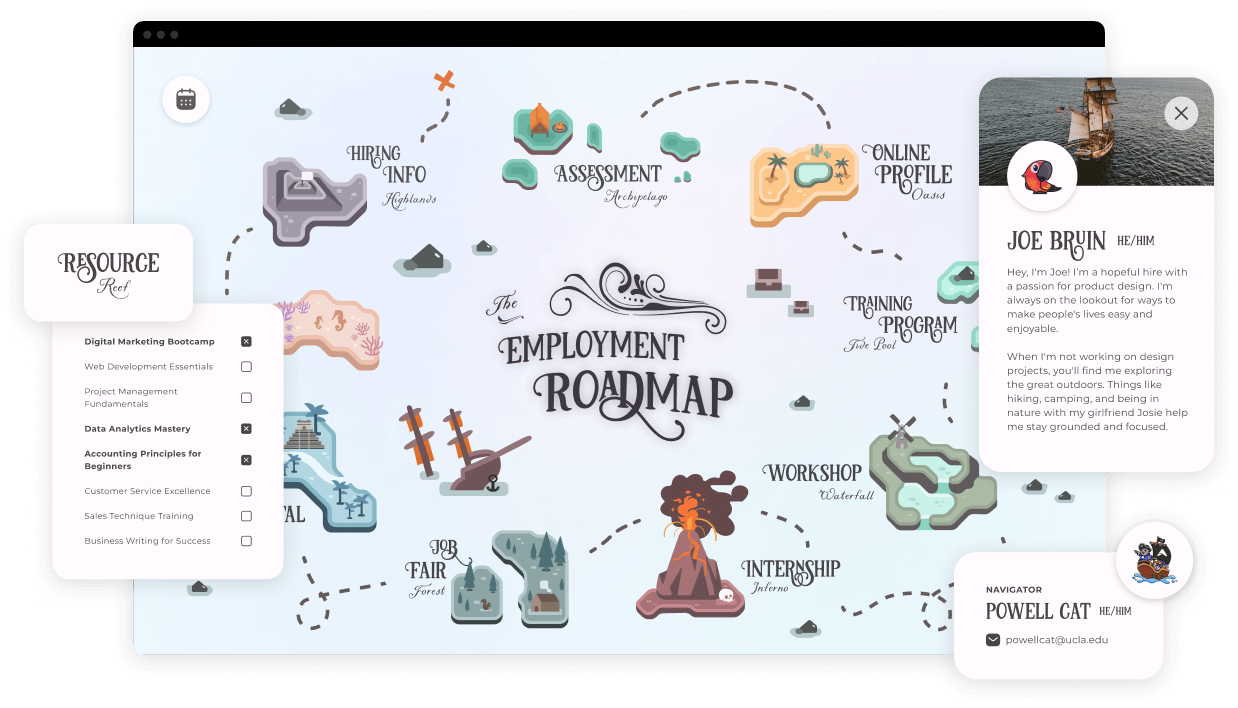 HIRING
INFO
Highlands
ASSESSMENT
Archipelago
ONLINE
PROFILE
Oasis
RESOURCE
Reef
Digital Marketing Bootcamp
Web Development Essentials
Project Management
Fundamentals
Data Analytics Mastery
Accounting Principles for
Beginners
Customer Service Excellence
Sales Technique Training
Business Writing for Success
The
EMPLOYMENT
ROADMAP
TRAINING
PROGRAM
Tide Pool
JOE BRUIN HE/HIM
Hey, I'm Joe! I'm a hopeful hire with
a passion for product design. I'm
always on the lookout for ways to
make people's lives easy and
enjoyable.
When I'm not working on design
projects, you'll find me exploring
the great outdoors. Things like
hiking, camping, and being in
nature with my girlfriend Josie help
me stay grounded and focused.
WORKSHOP
Waterfall
JOB
FAIR
Forest
INTERNSHIP
Inferno
NAVIGATOR
POWELL CAT HE/HIM
powellcat@ucla.edu